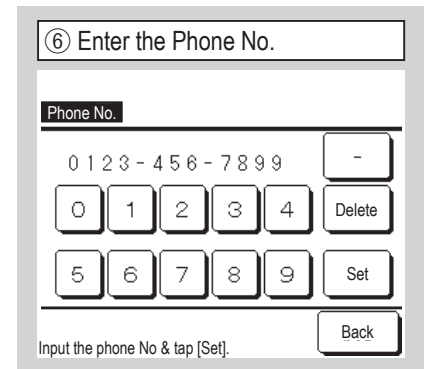 ⑥ Enter the Phone No.
Phone No.
0123-456-7899 -
0 1 2 3 4 Delete
5 6 7 8 9 Set
Back
Input the phone No & tap [Set].